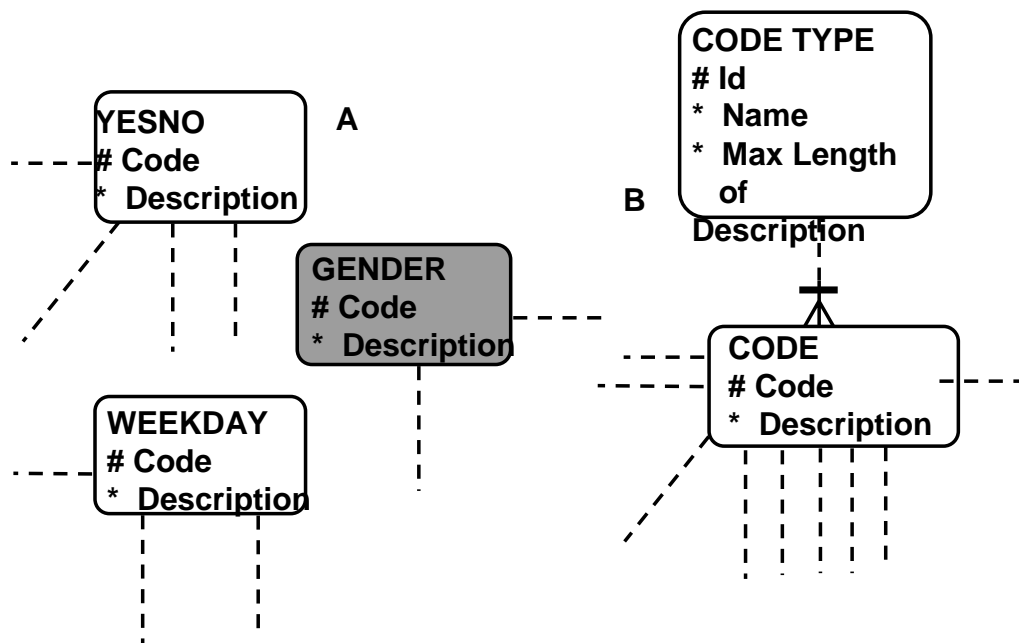 YESNO
# Code
* Description
A
GENDER
# Code
* Description
WEEKDAY
# Code
* Description
B
CODE TYPE
# Id
* Name
* Max Length
of
Description
CODE
# Code
* Description